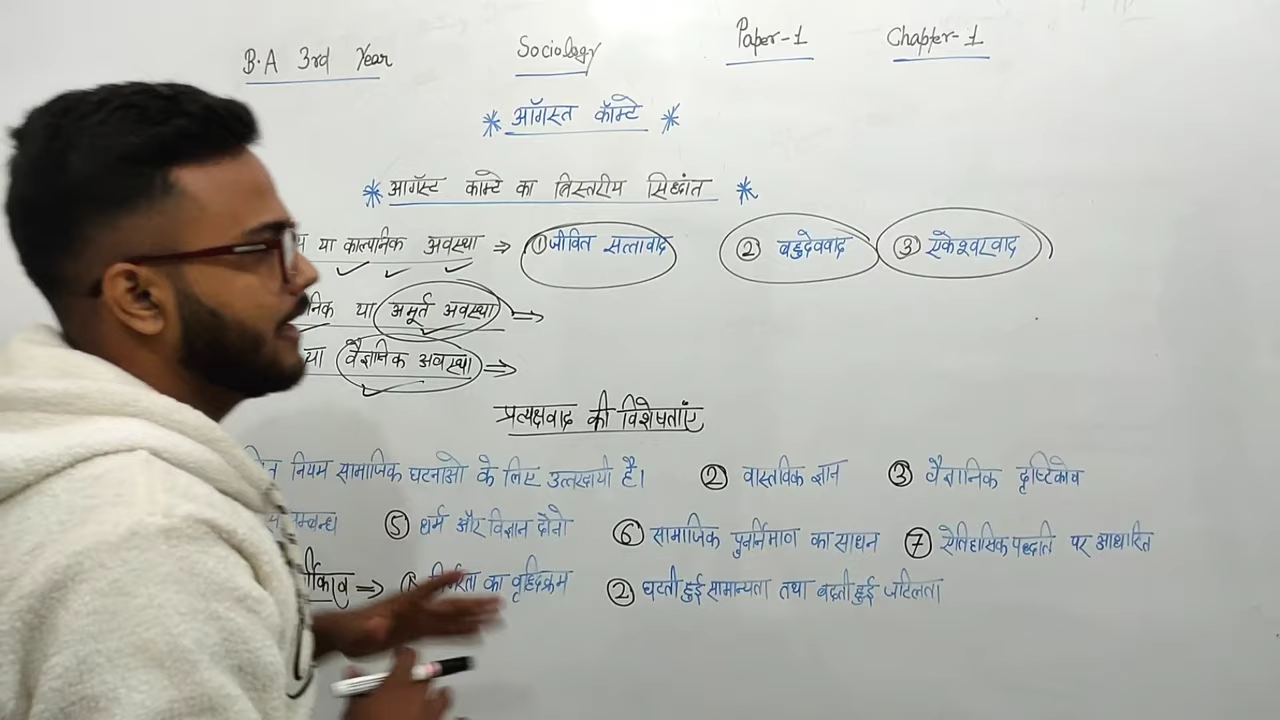 B.A 3rd Year Sociology Paper-1 Chapter-1
* ऑगस्त कॉम्टे *
* आगॅस्ट काम्टे का त्रिस्तरीय सिद्धांत *
या काल्पनिक अवस्था ⇒ ① जीवित सत्तावाद ② बहुदेववाद ③ एकेश्वरवाद
या अमूर्त अवस्था ⇒
या वैज्ञानिक अवस्था ⇒
प्रत्यक्षवाद की विशेषताएं
नियम सामाजिक घटनाओ के लिए उत्तरदायी है। ② वास्तविक ज्ञान ③ वैज्ञानिक दृष्टिकोण
सम्बन्ध ⑤ धर्म और विज्ञान दोनो ⑥ सामाजिक पुनर्निमाण का साधन ⑦ ऐतिहासिक पद्धति पर आधारित
⇒ ① का वृद्धिक्रम ② घटती हुई सामान्यता तथा बढ़ती हुई जटिलता